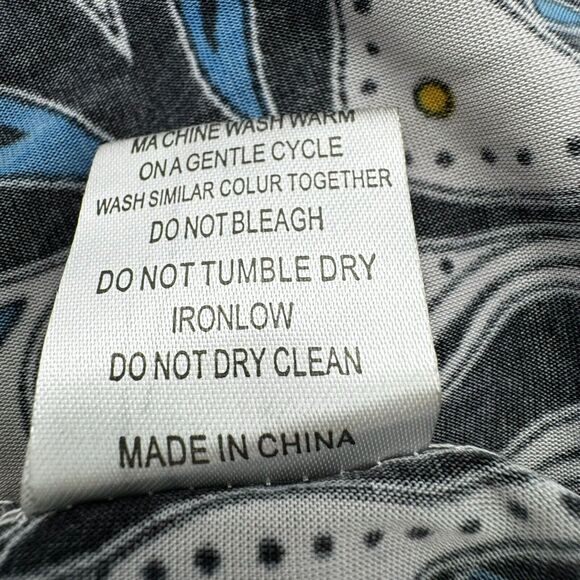 MA CHINE WASH WARM
ON A GENTLE CYCLE
WASH SIMILAR COLUR TOGETHER
DO NOT BLEAGH
DO NOT TUMBLE DRY
IRONLOW
DO NOT DRY CLEAN
MADE IN CHINA